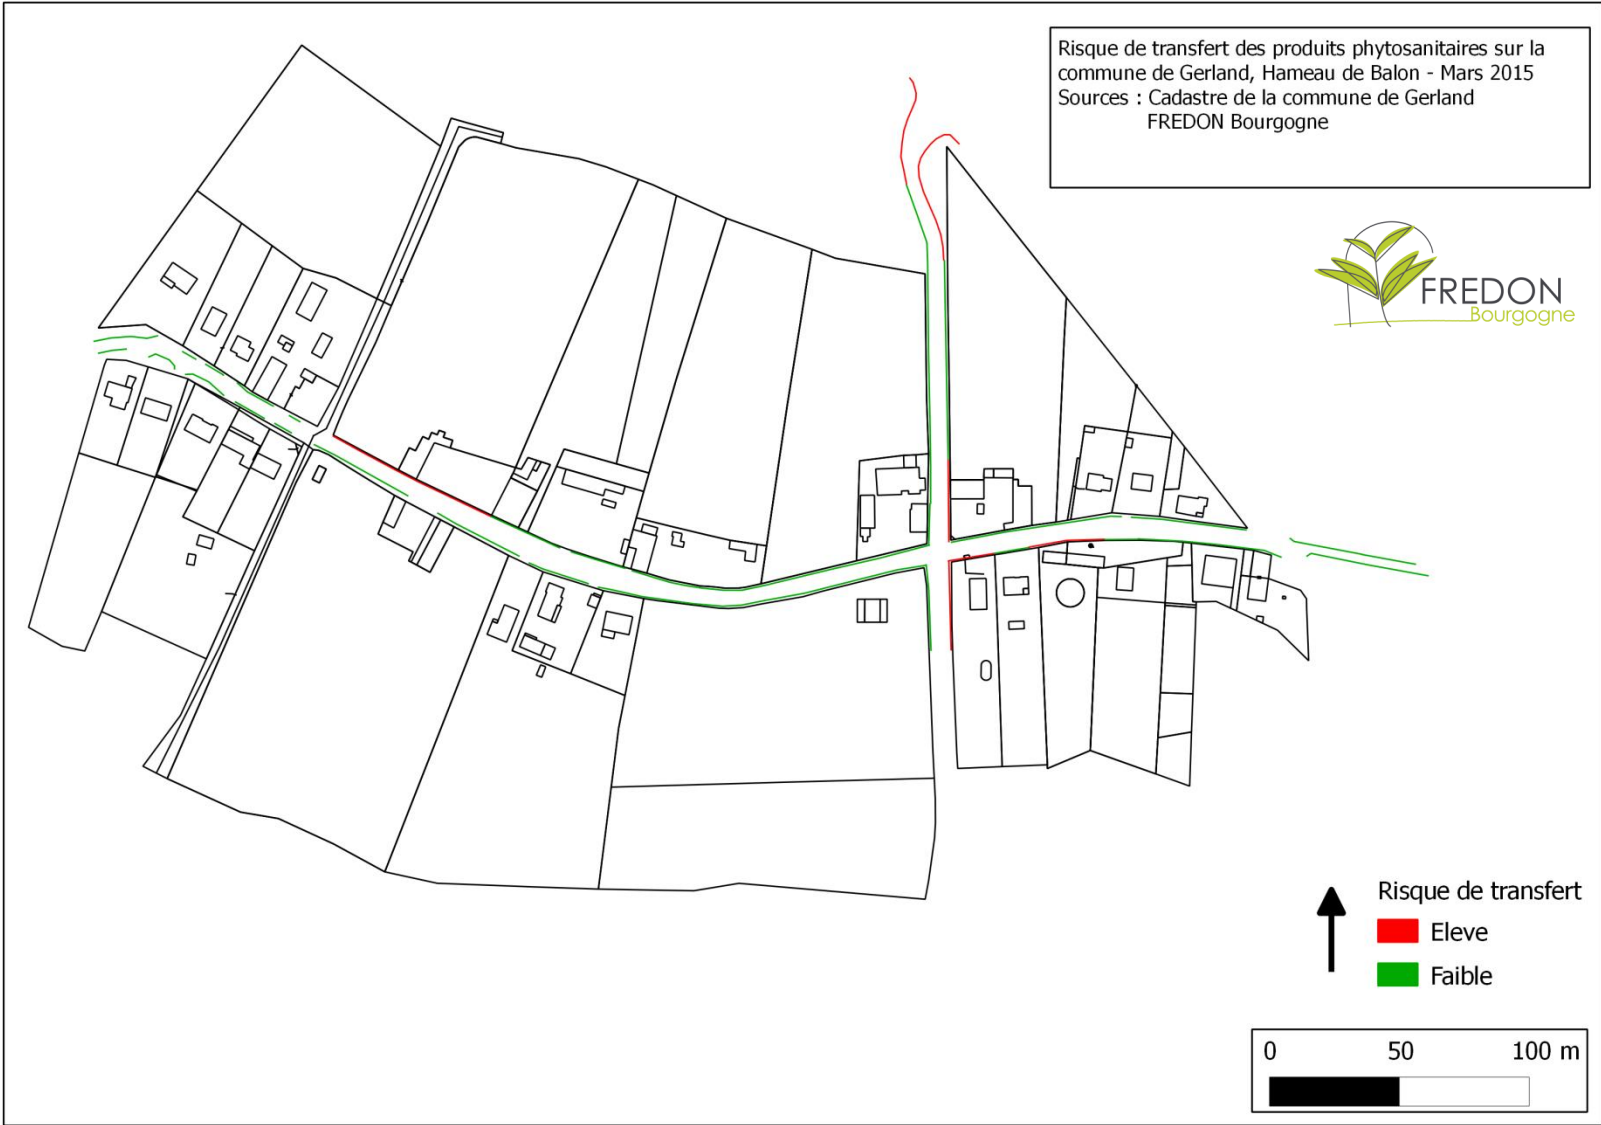 Risque de transfert des produits phytosanitaires sur la
commune de Gerland, Hameau de Balon - Mars 2015
Sources : Cadastre de la commune de Gerland
FREDON Bourgogne
FREDON
Bourgogne
Risque de transfert
Eleve
Faible
0 50 100 m